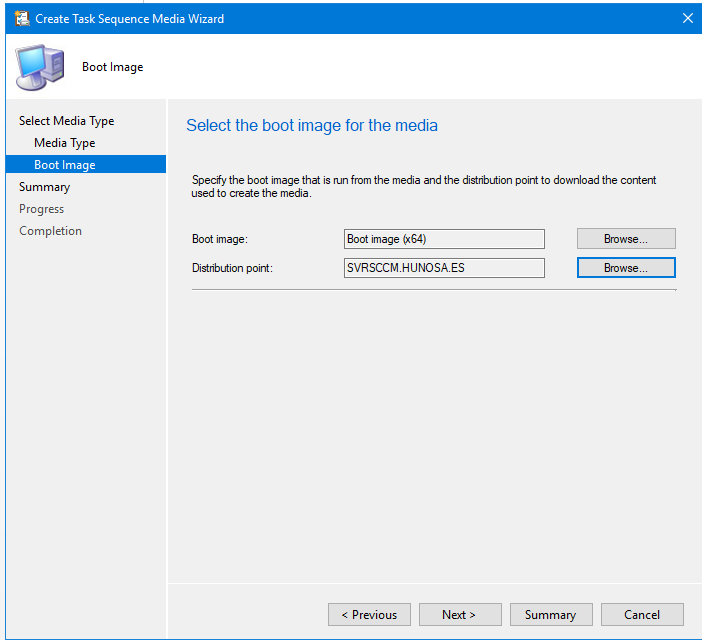 Create Task Sequence Media Wizard
Boot Image
Select Media Type
Media Type
Boot Image
Summary
Progress
Completion
Select the boot image for the media
Specify the boot image that is run from the media and the distribution point to download the content
used to create the media.
Boot image: Boot image (x64) Browse...
Distribution point: SVRSCCM.HUNOSA.ES Browse...
< Previous Next > Summary Cancel